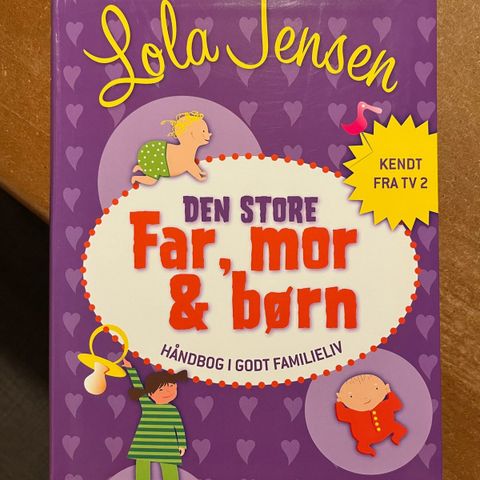 Lola Jensen
KENDT
FRA TV 2
DEN STORE
Far, mor
& børn
HÅNDBOG I GODT FAMILIELIV